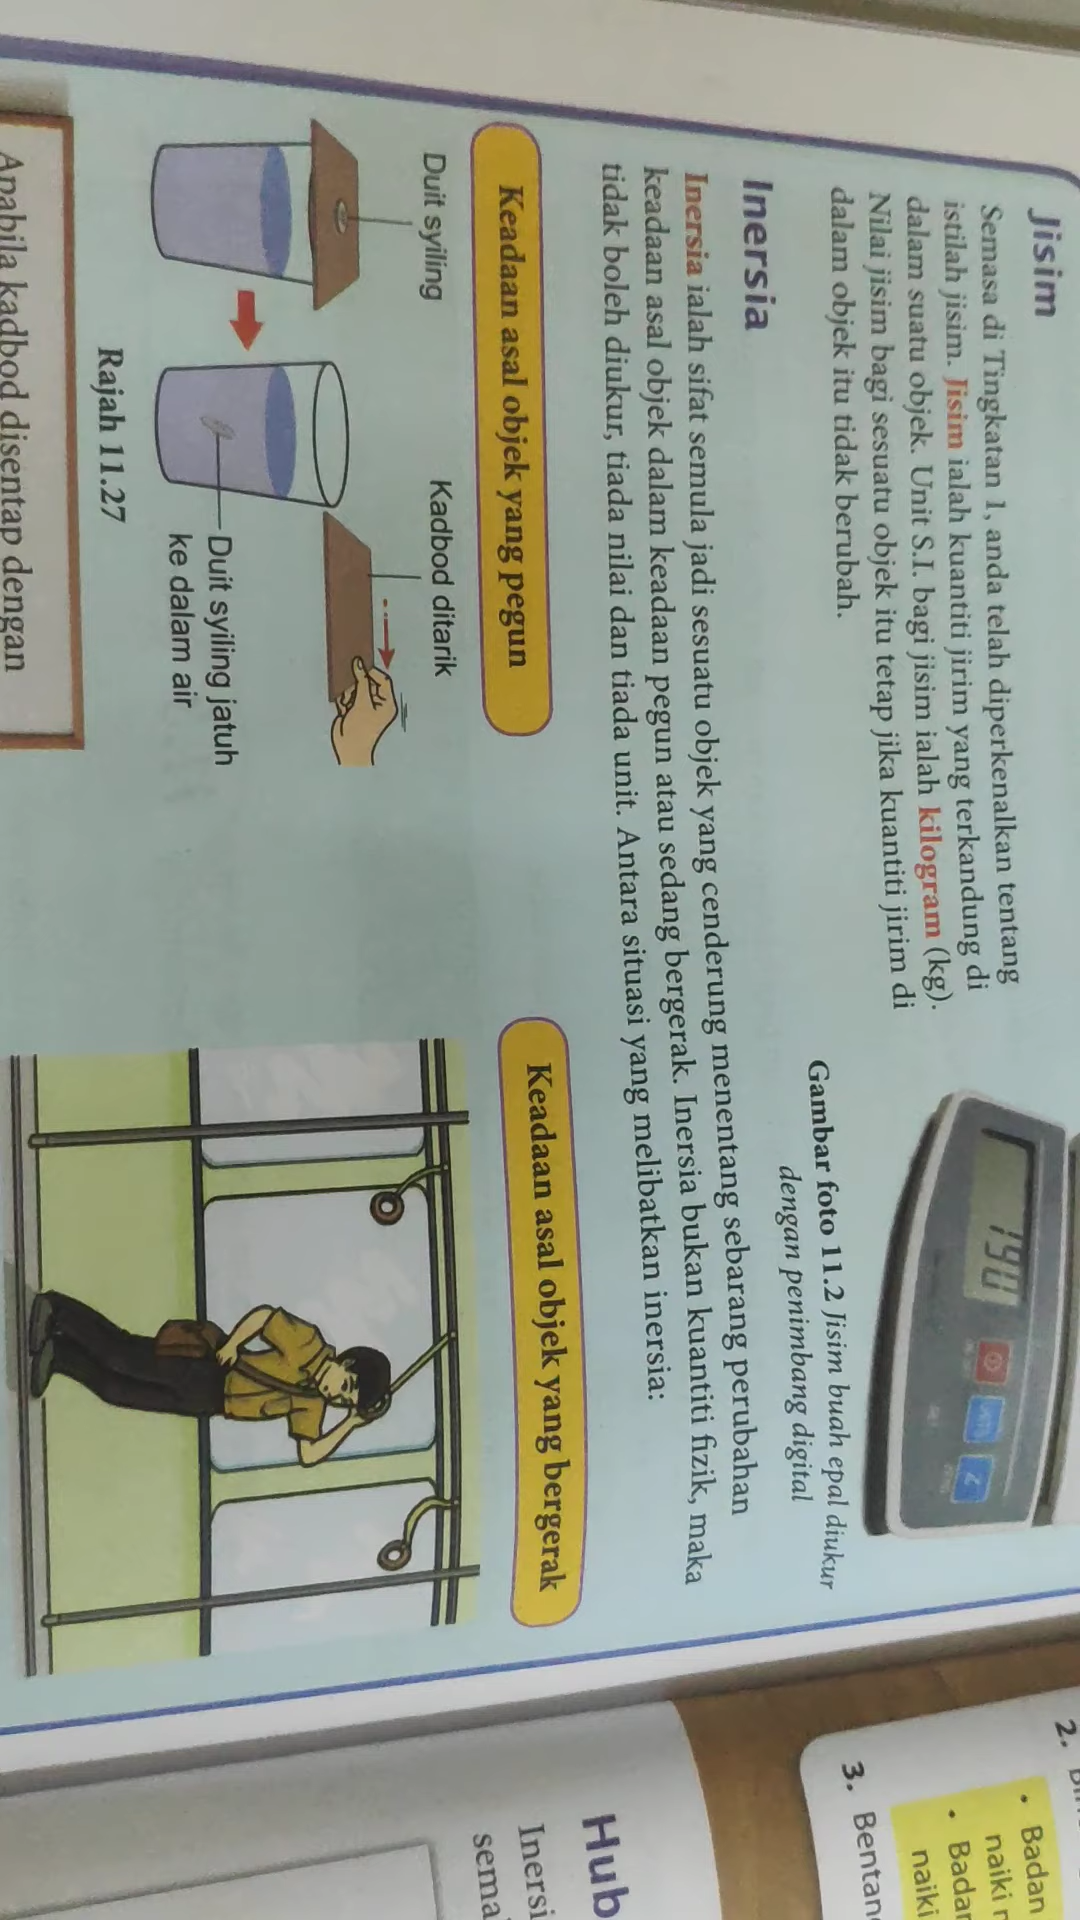 Jisim
Semasa di Tingkatan 1, anda telah diperkenalkan tentang
istilah jisim. Jisim ialah kuantiti jirim yang terkandung di
dalam suatu objek. Unit S.I. bagi jisim ialah kilogram (kg).
Nilai jisim bagi sesuatu objek itu tetap jika kuantiti jirim di
dalam objek itu tidak berubah.
190
Gambar foto 11.2 Jisim buah epal diukur
dengan penimbang digital
Inersia
Inersia ialah sifat semula jadi sesuatu objek yang cenderung menentang sebarang perubahan
keadaan asal objek dalam keadaan pegun atau sedang bergerak. Inersia bukan kuantiti fizik, maka
tidak boleh diukur, tiada nilai dan tiada unit. Antara situasi yang melibatkan inersia:
Keadaan asal objek yang pegun
Duit syiling
Kadbod ditarik
Duit syiling jatuh
ke dalam air
Rajah 11.27
Apabila kadbod disentap dengan
Keadaan asal objek yang bergerak
2.
• Badan
naiki
• Badan
naiki
3. Bentan
Hub
Inersi
sema